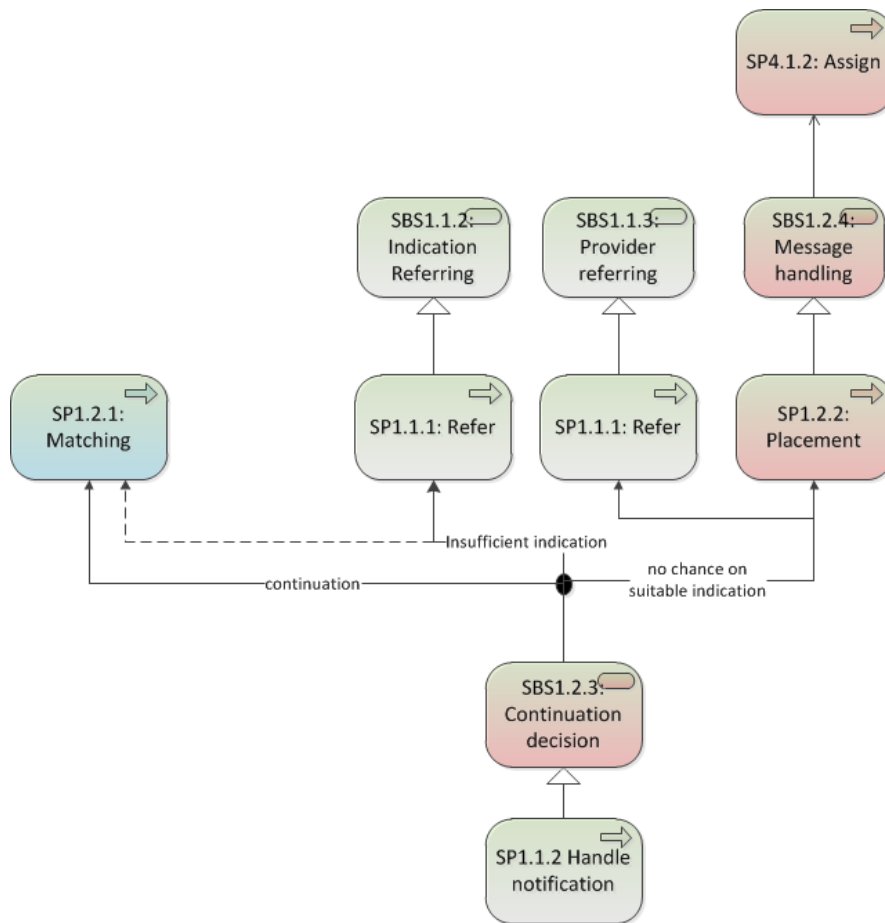 SP4.1.2: Assign
SBS1.1.2:
Indication
Referring
SBS1.1.3:
Provider
referring
SBS1.2.4:
Message
handling
SP1.2.1:
Matching
SP1.1.1: Refer
SP1.1.1: Refer
SP1.2.2:
Placement
Insufficient indication
continuation
no chance on
suitable indication
SBS1.2.3:
Continuation
decision
SP1.1.2 Handle
notification